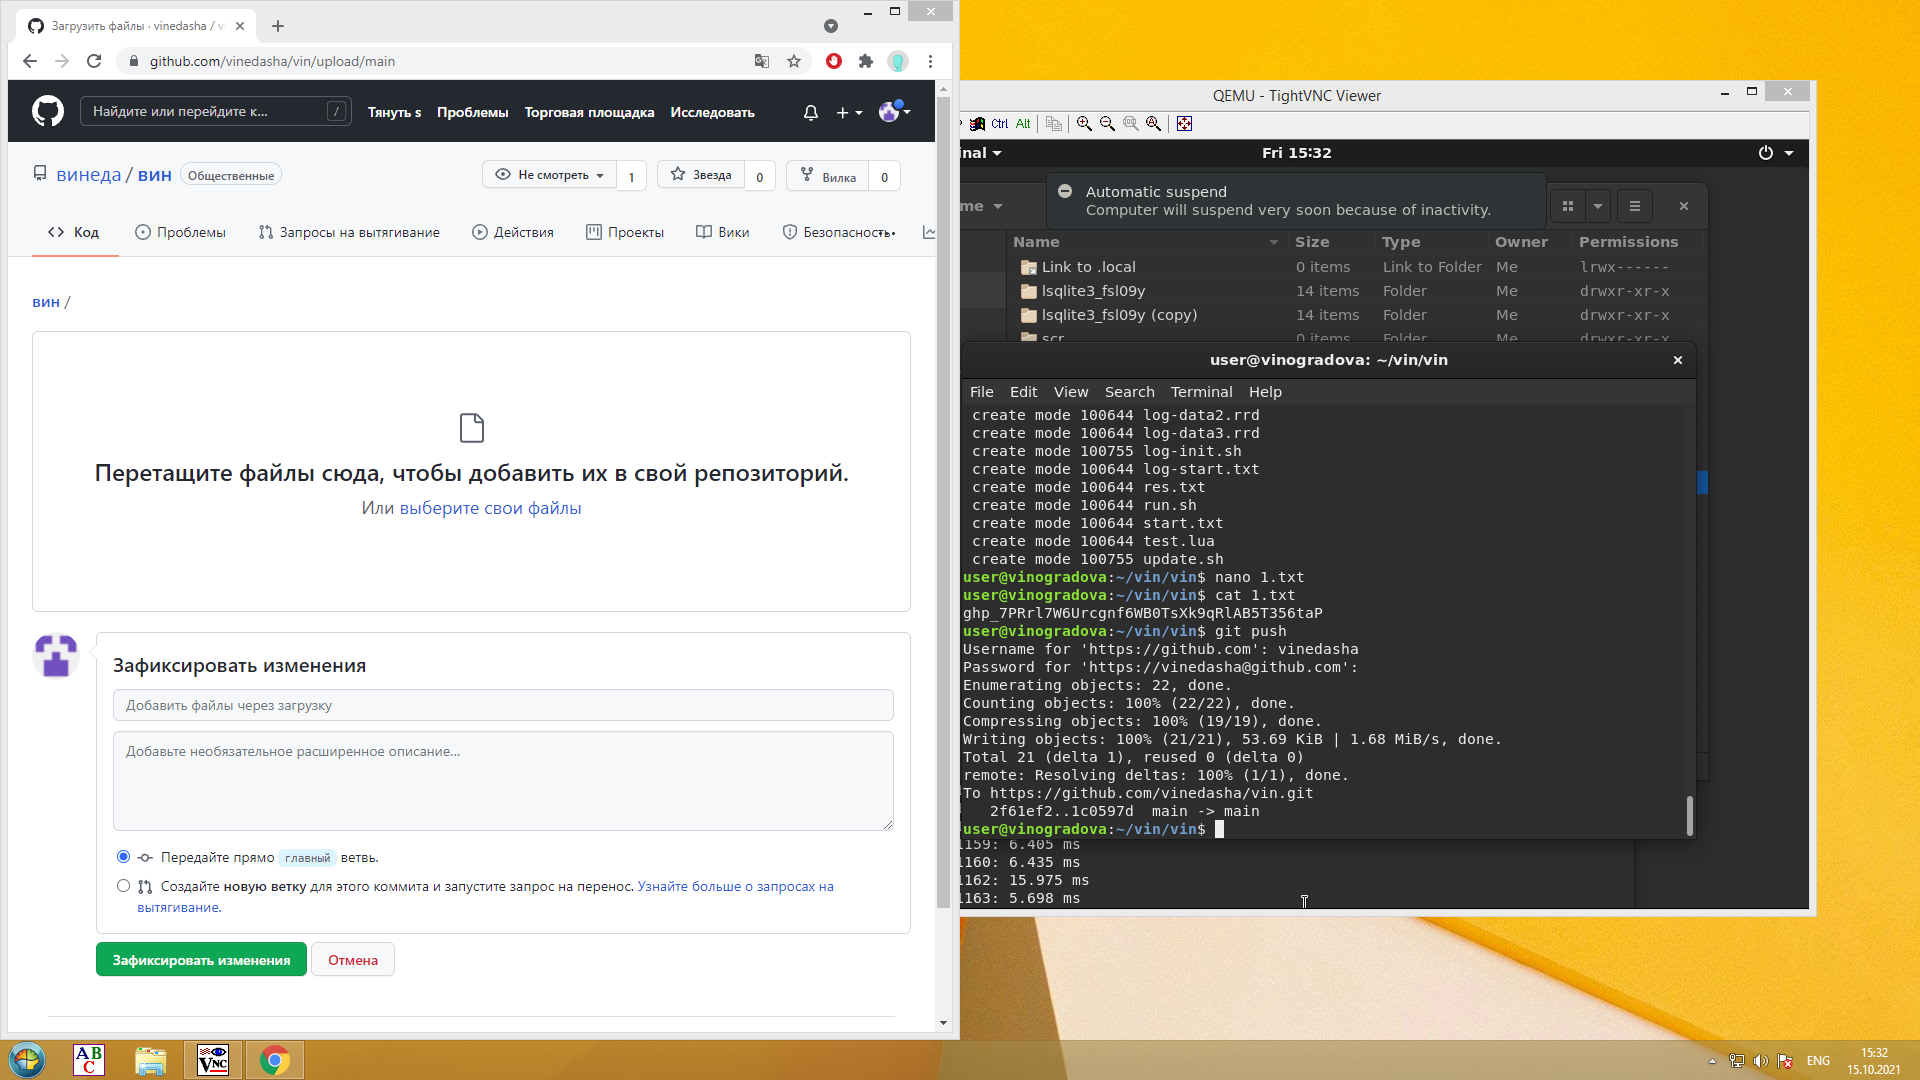 Загрузить файлы · vinedasha / v
github.com/vinedasha/vin/upload/main
Найдите или перейдите к...
/
Тянуть s
Проблемы
Торговая площадка
Исследовать
винеда / вин
Общественные
Не смотреть
1
Звезда
0
Вилка
0
Код
Проблемы
Запросы на вытягивание
Действия
Проекты
Вики
Безопасность
вин /
Перетащите файлы сюда, чтобы добавить их в свой репозиторий.
Или выберите свои файлы
Зафиксировать изменения
Добавить файлы через загрузку
Добавьте необязательное расширенное описание...
Передайте прямо главный ветвь.
Создайте новую ветку для этого коммита и запустите запрос на перенос. Узнайте больше о запросах на
вытягивание.
Зафиксировать изменения
Отмена
QEMU - TightVNC Viewer
Ctrl
Alt
inal
Fri 15:32
Automatic suspend
Computer will suspend very soon because of inactivity.
me
Name Size Type Owner Permissions
Link to .local 0 items Link to Folder Me lrwx------
lsqlite3_fsl09y 14 items Folder Me drwxr-xr-x
lsqlite3_fsl09y (copy) 14 items Folder Me drwxr-xr-x
scr 0 items Folder Me drwxr-xr-x
user@vinogradova: ~/vin/vin
File Edit View Search Terminal Help
create mode 100644 log-data2.rrd
create mode 100644 log-data3.rrd
create mode 100755 log-init.sh
create mode 100644 log-start.txt
create mode 100644 res.txt
create mode 100644 run.sh
create mode 100644 start.txt
create mode 100644 test.lua
create mode 100755 update.sh
user@vinogradova:~/vin/vin$ nano 1.txt
user@vinogradova:~/vin/vin$ cat 1.txt
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
user@vinogradova:~/vin/vin$ git push
Username for 'https://github.com': vinedasha
Password for 'https://vinedasha@github.com':
Enumerating objects: 22, done.
Counting objects: 100% (22/22), done.
Compressing objects: 100% (19/19), done.
Writing objects: 100% (21/21), 53.69 KiB | 1.68 MiB/s, done.
Total 21 (delta 1), reused 0 (delta 0)
remote: Resolving deltas: 100% (1/1), done.
To https://github.com/vinedasha/vin.git
2f61ef2..1c0597d main -> main
user@vinogradova:~/vin/vin$
1159: 6.405 ms
1160: 6.435 ms
1162: 15.975 ms
1163: 5.698 ms
ABC
VNC
ENG
15:32
15.10.2021